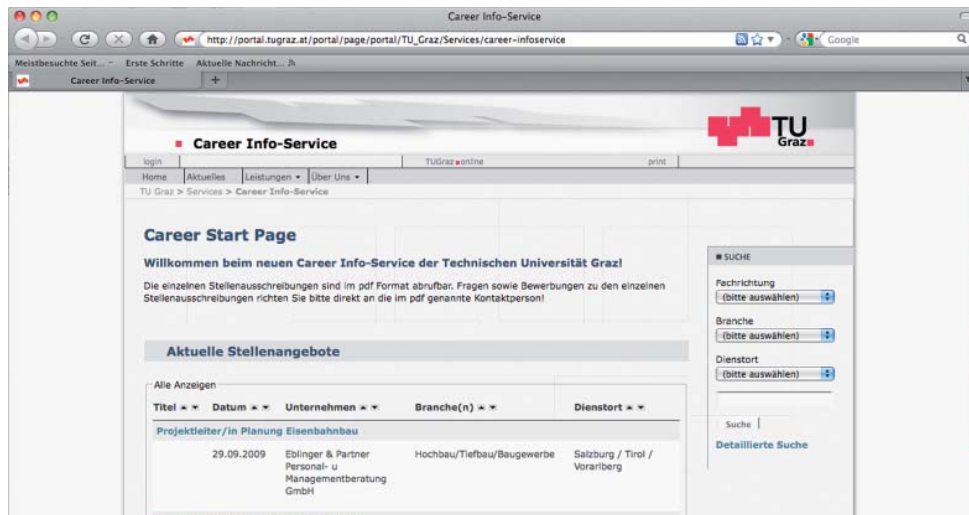 Career Info-Service
http://portal.tugraz.at/portal/page/portal/TU_Graz/Services/career-infoservice
Google
Meistbesuchte Seit... Erste Schritte Aktuelle Nachricht...
Career Info-Service +
TU
Graz
Career Info-Service
login TUGraz online print
Home Aktuelles Leistungen Über Uns
TU Graz > Services > Career Info-Service
Career Start Page
Willkommen beim neuen Career Info-Service der Technischen Universität Graz!
Die einzelnen Stellenausschreibungen sind im pdf Format abrufbar. Fragen sowie Bewerbungen zu den einzelnen
Stellenausschreibungen richten Sie bitte direkt an die im pdf genannte Kontaktperson!
Aktuelle Stellenangebote
Alle Anzeigen
Titel Datum Unternehmen Branche(n) Dienstort
Projektleiter/in Planung Eisenbahnbau
29.09.2009 Eblinger & Partner Hochbau/Tiefbau/Baugewerbe Salzburg / Tirol /
Personal- u Vorarlberg
Managementberatung
GmbH
SUCHE
Fachrichtung
(bitte auswählen)
Branche
(bitte auswählen)
Dienstort
(bitte auswählen)
Suche
Detaillierte Suche